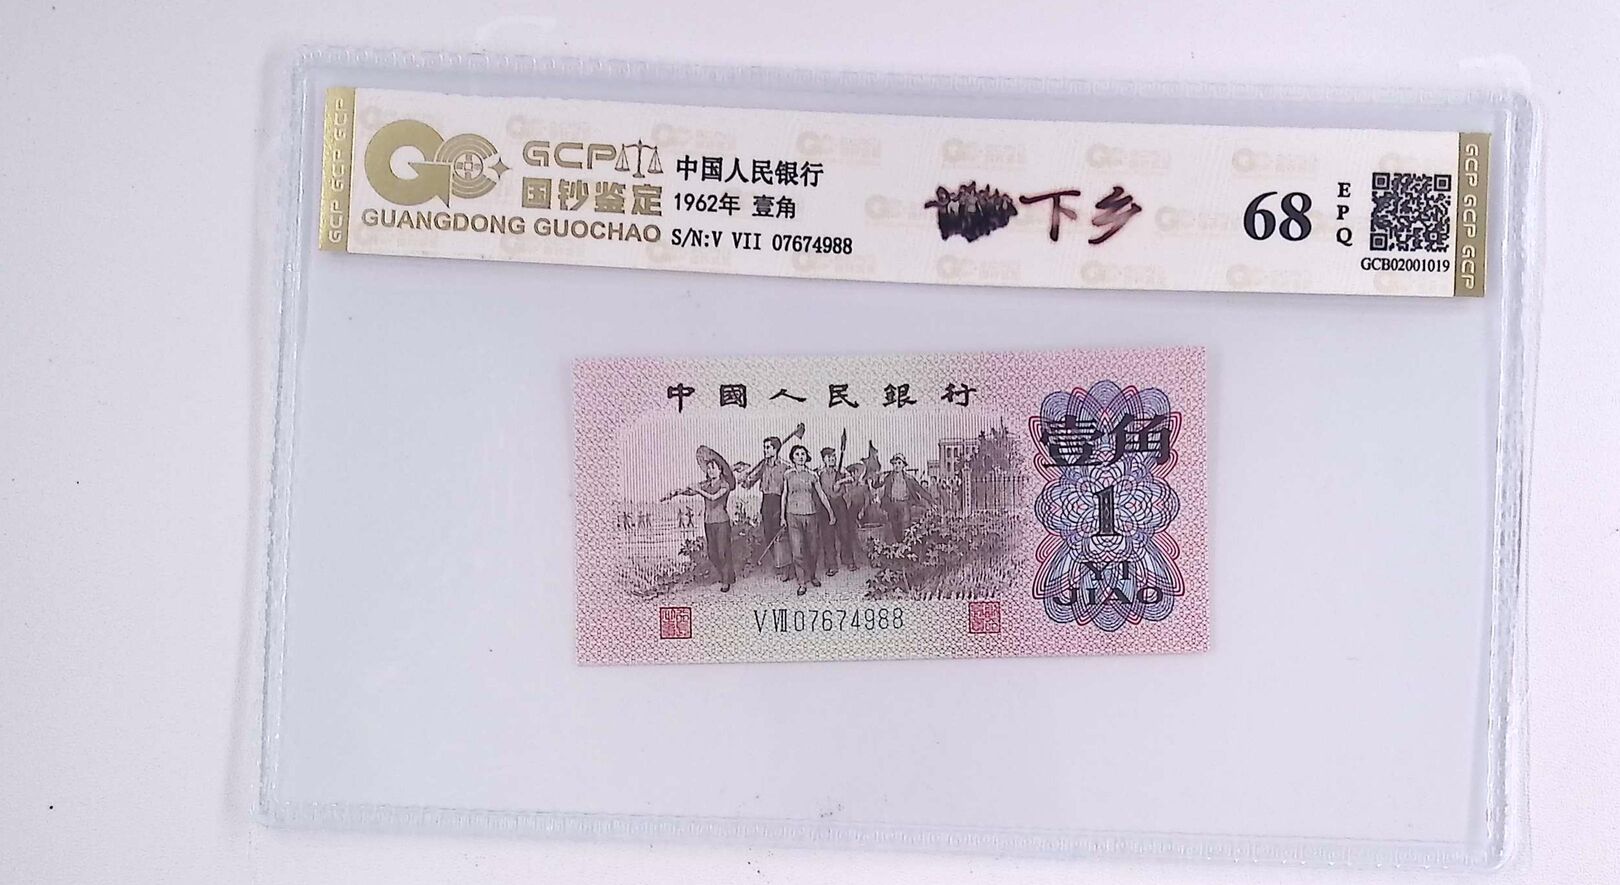 GCP
国钞鉴定
GUANGDONG GUOCHAO
中国人民银行
1962年 壹角
S/N:V VII 07674988
下乡
68
EPQ
GCB02001019
GCP GCP GCP
GCP GCP GCP
中國人民銀行
壹角
1
YI
JIAO
V VII 07674988